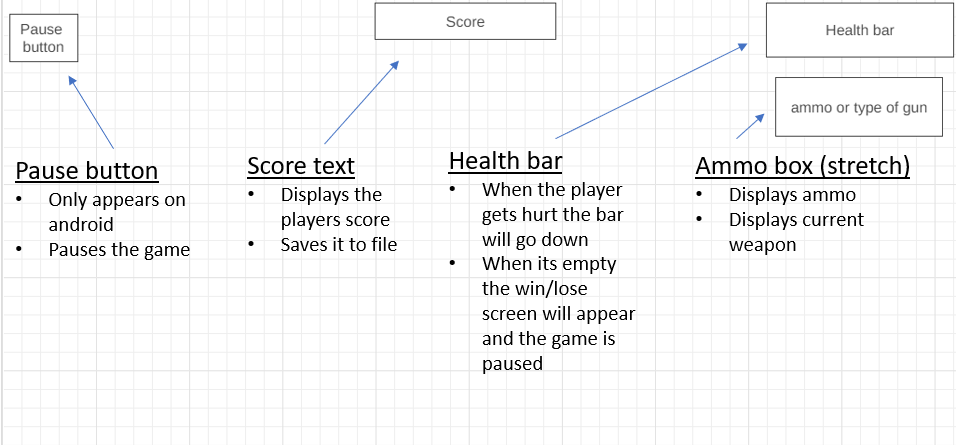 Pause
button
Score
Health bar
ammo or type of gun
Pause button
• Only appears on
android
• Pauses the game
Score text
• Displays the
players score
• Saves it to file
Health bar
• When the player
gets hurt the bar
will go down
• When its empty
the win/lose
screen will appear
and the game is
paused
Ammo box (stretch)
• Displays ammo
• Displays current
weapon